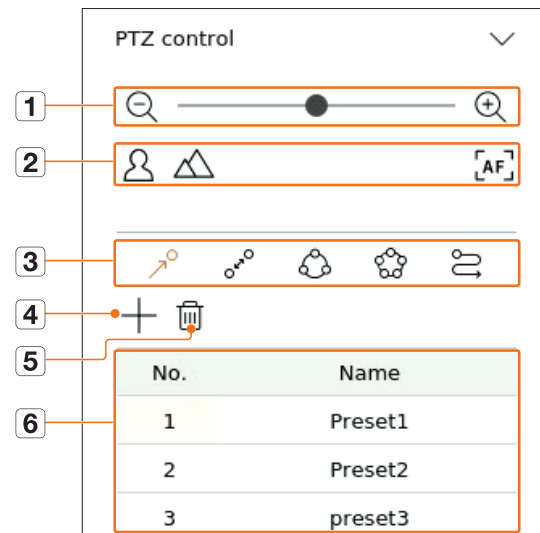 PTZ control
1
2
AF
3
4
5
6
No. Name
1 Preset1
2 Preset2
3 preset3